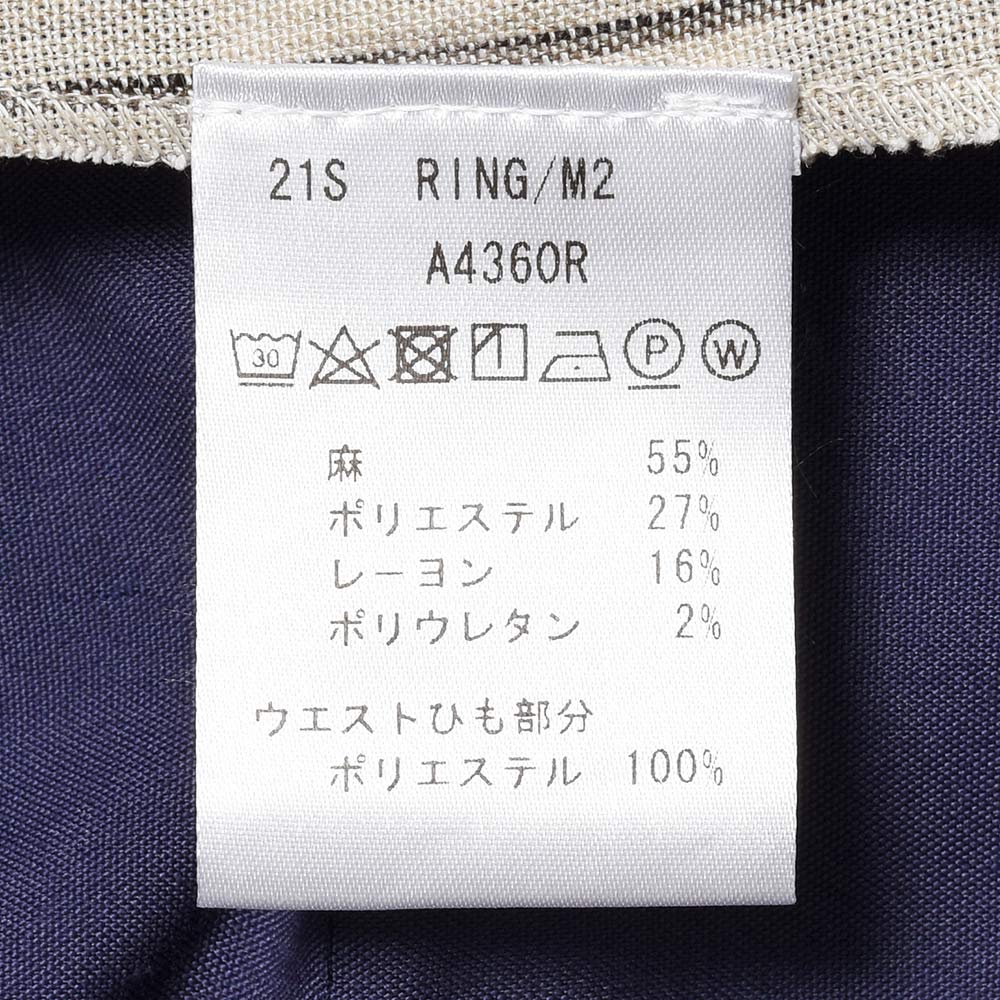 21S RING/M2
A4360R
30 P W
麻 55%
ポリエステル 27%
レーヨン 16%
ポリウレタン 2%
ウエストひも部分
ポリエステル 100%